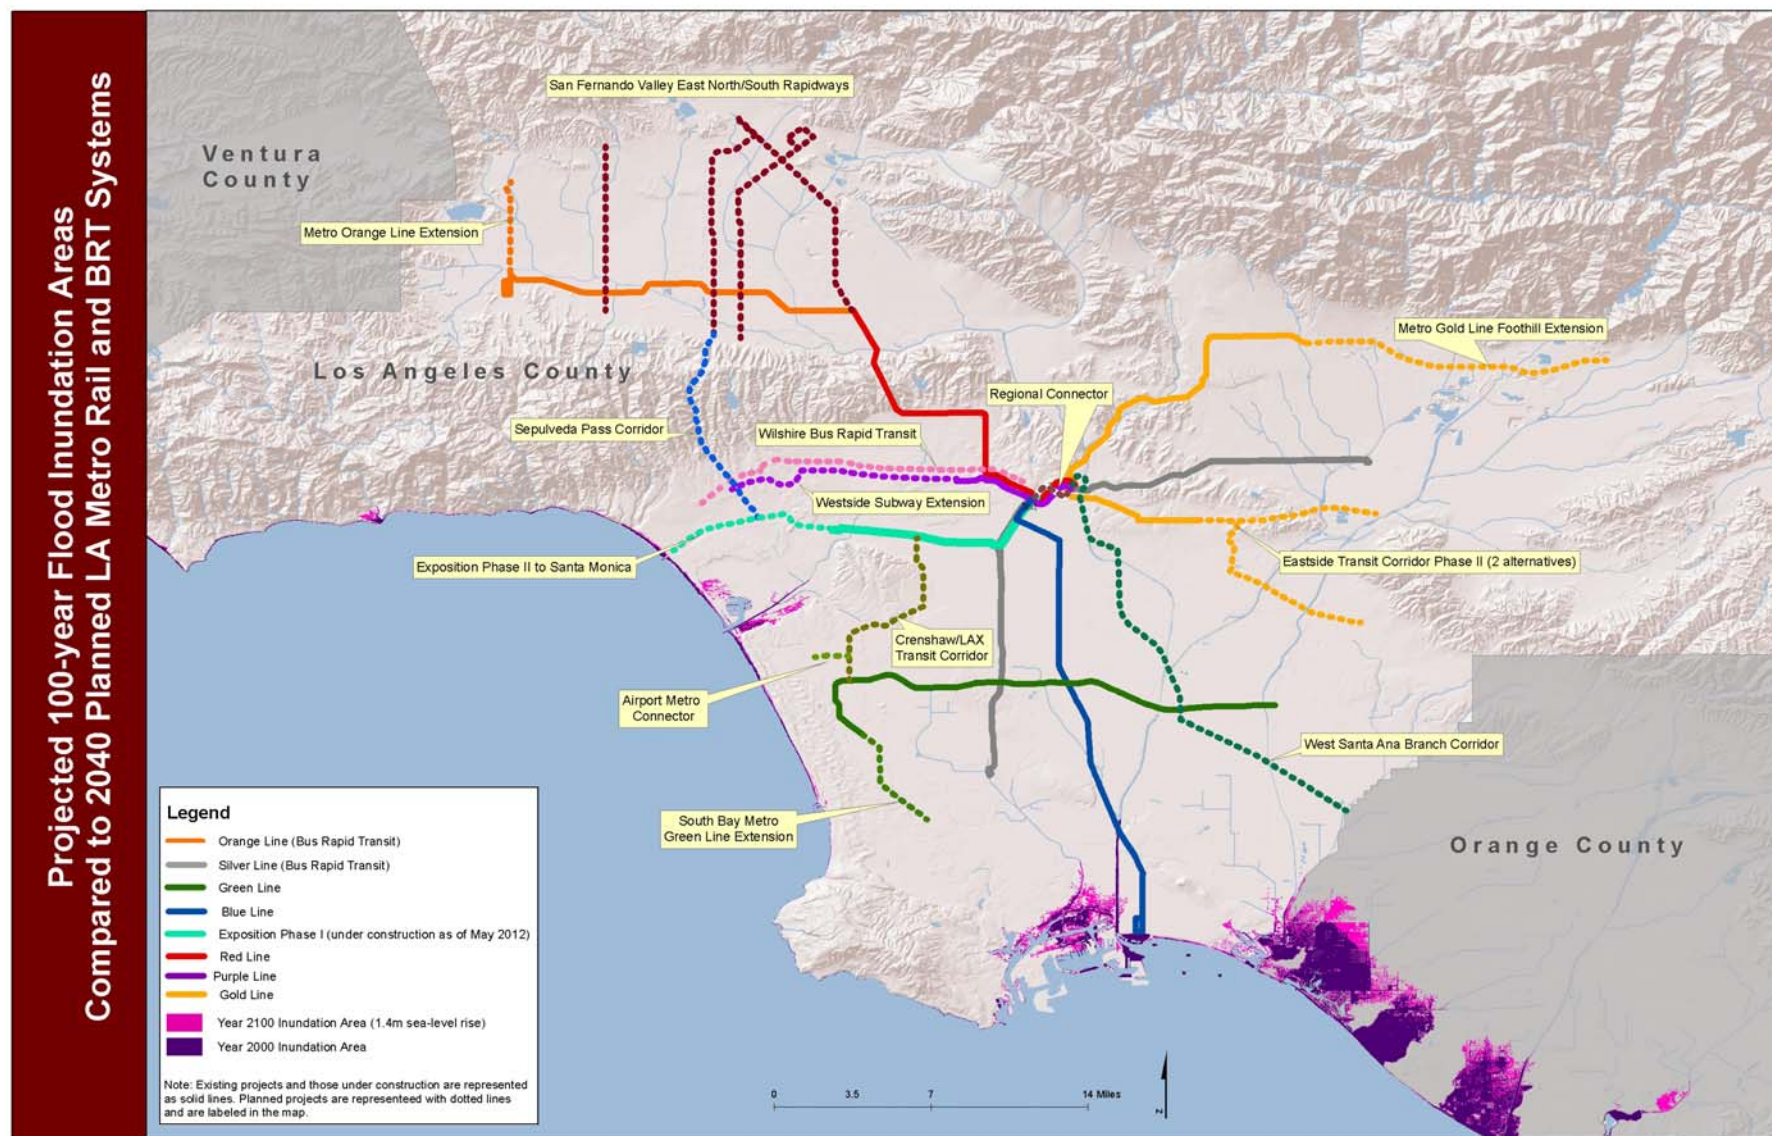 Projected 100-year Flood Inundation Areas
Compared to 2040 Planned LA Metro Rail and BRT Systems
San Fernando Valley East North/South Rapidways
Ventura
County
Metro Orange Line Extension
Metro Gold Line Foothill Extension
Los Angeles County
Regional Connector
Sepulveda Pass Corridor
Wilshire Bus Rapid Transit
Westside Subway Extension
Exposition Phase II to Santa Monica
Eastside Transit Corridor Phase II (2 alternatives)
Crenshaw/LAX
Transit Corridor
Airport Metro
Connector
West Santa Ana Branch Corridor
South Bay Metro
Green Line Extension
Orange County
Legend
Orange Line (Bus Rapid Transit)
Silver Line (Bus Rapid Transit)
Green Line
Blue Line
Exposition Phase I (under construction as of May 2012)
Red Line
Purple Line
Gold Line
Year 2100 Inundation Area (1.4m sea-level rise)
Year 2000 Inundation Area
Note: Existing projects and those under construction are represented
as solid lines. Planned projects are representeed with dotted lines
and are labeled in the map.
0 3.5 7 14 Miles
N